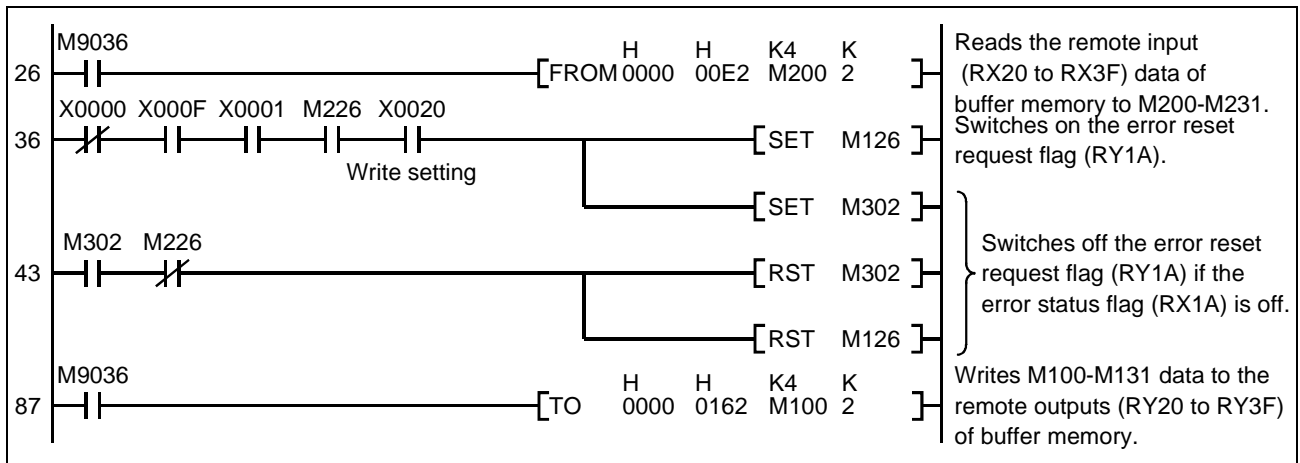 M9036
H H K4 K
26 [FROM 0000 00E2 M200 2 ]
Reads the remote input
(RX20 to RX3F) data of
buffer memory to M200-M231.
X0000 X000F X0001 M226 X0020
36 [SET M126 ]
Write setting
Switches on the error reset
request flag (RY1A).
[SET M302 ]
M302 M226
43 [RST M302 ]
[RST M126 ]
Switches off the error reset
request flag (RY1A) if the
error status flag (RX1A) is off.
M9036
H H K4 K
87 [TO 0000 0162 M100 2 ]
Writes M100-M131 data to the
remote outputs (RY20 to RY3F)
of buffer memory.